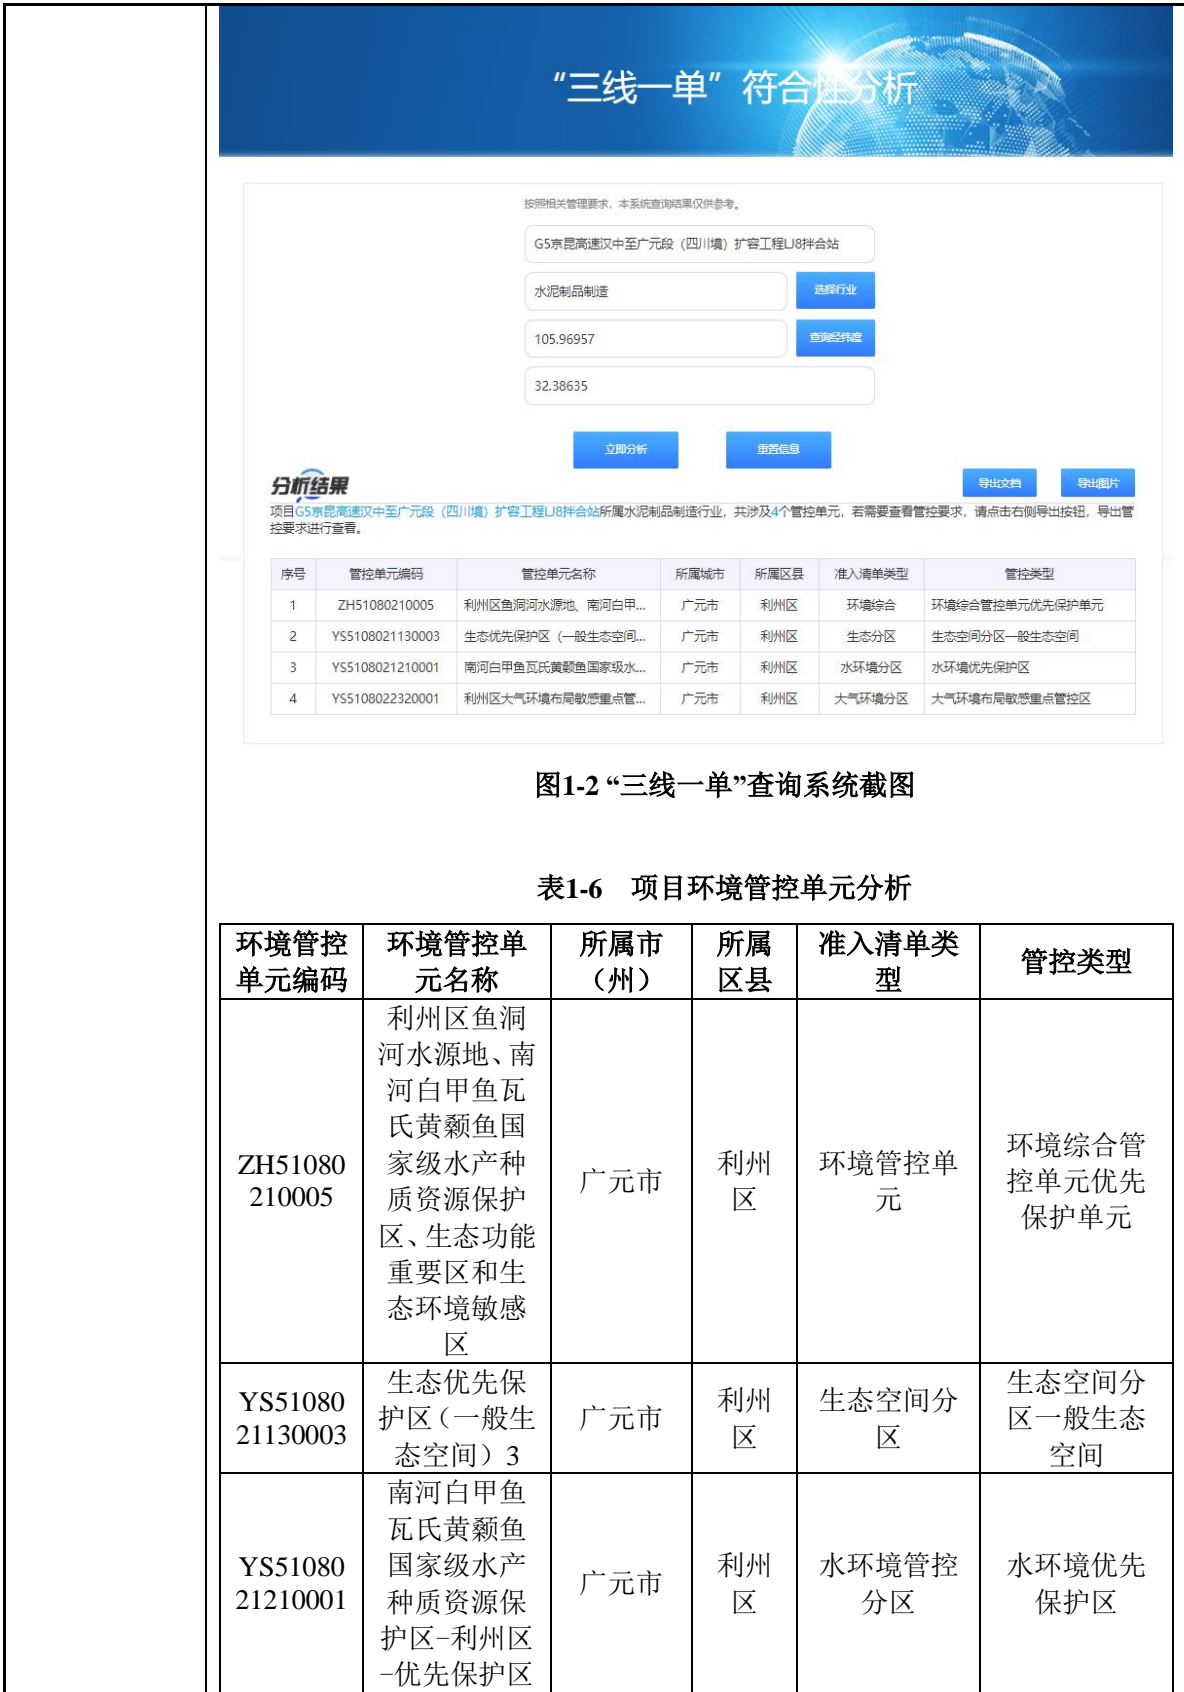 “三线一单”符合性分析
按照相关管理要求，本系统查询结果仅供参考。
G5京昆高速汉中至广元段（四川境）扩容工程LJ8拌合站
水泥制品制造
选择行业
105.96957
查询经纬度
32.38635
立即分析
重置信息
分析结果
导出文档
导出图片
项目G5京昆高速汉中至广元段（四川境）扩容工程LJ8拌合站所属水泥制品制造行业，共涉及4个管控单元，若需要查看管控要求，请点击右侧导出按钮，导出管
控要求进行查看。
序号 管控单元编码 管控单元名称 所属城市 所属区县 准入清单类型 管控类型
1 ZH51080210005 利州区鱼洞河水源地、南河白甲... 广元市 利州区 环境综合 环境综合管控单元优先保护单元
2 YS5108021130003 生态优先保护区（一般生态空间... 广元市 利州区 生态分区 生态空间分区一般生态空间
3 YS5108021210001 南河白甲鱼瓦氏黄颡鱼国家级水... 广元市 利州区 水环境分区 水环境优先保护区
4 YS5108022320001 利州区大气环境布局敏感重点管... 广元市 利州区 大气环境分区 大气环境布局敏感重点管控区
图1-2 “三线一单”查询系统截图
表1-6 项目环境管控单元分析
环境管控
单元编码
环境管控单
元名称
所属市
（州）
所属
区县
准入清单类
型
管控类型
ZH51080
210005
利州区鱼洞
河水源地、南
河白甲鱼瓦
氏黄颡鱼国
家级水产种
质资源保护
区、生态功能
重要区和生
态环境敏感
区
广元市
利州
区
环境管控单
元
环境综合管
控单元优先
保护单元
YS51080
21130003
生态优先保
护区（一般生
态空间）3
广元市
利州
区
生态空间分
区
生态空间分
区一般生态
空间
YS51080
21210001
南河白甲鱼
瓦氏黄颡鱼
国家级水产
种质资源保
护区-利州区
-优先保护区
广元市
利州
区
水环境管控
分区
水环境优先
保护区